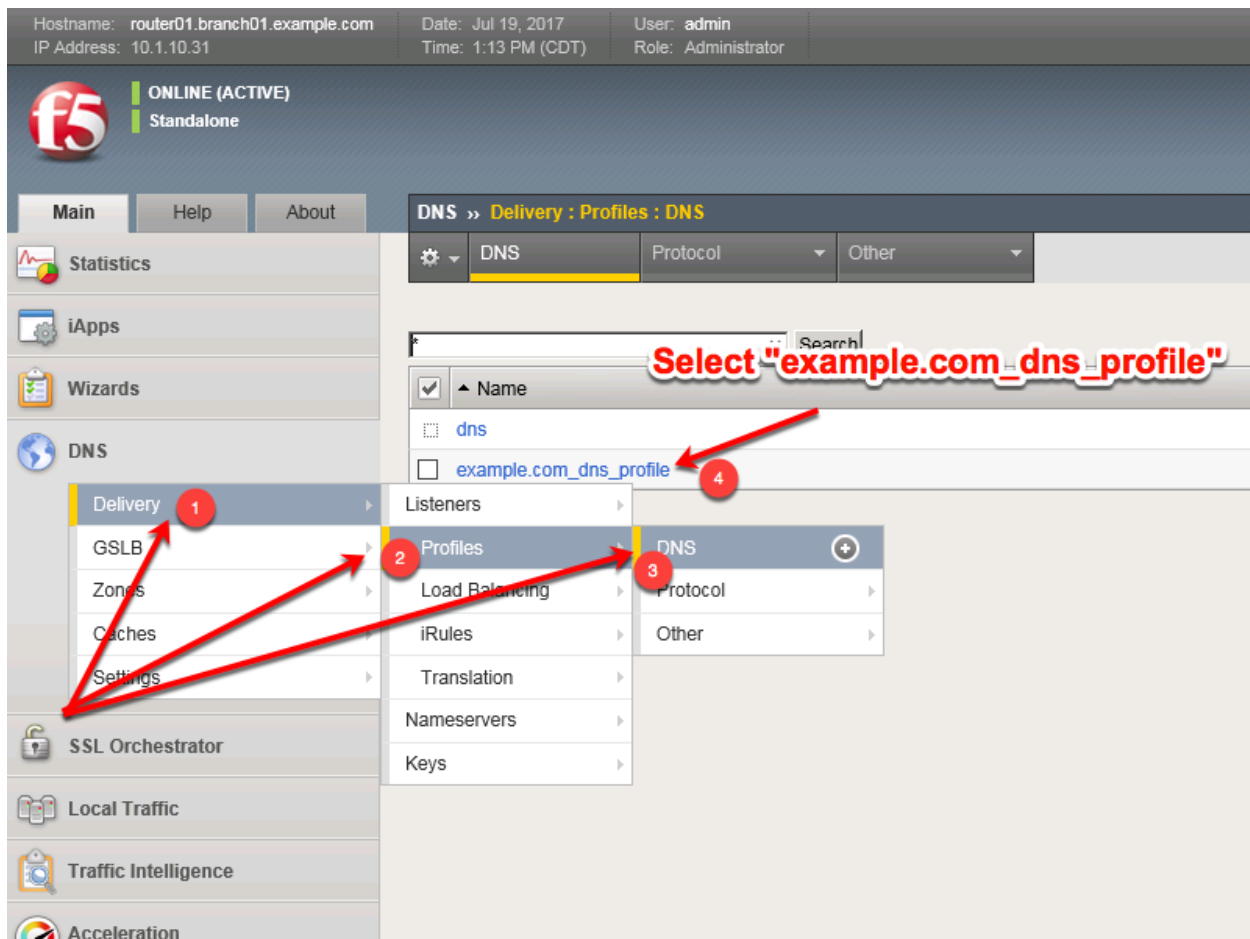 Hostname: router01.branch01.example.com Date: Jul 19, 2017 User: admin
IP Address: 10.1.10.31 Time: 1:13 PM (CDT) Role: Administrator
f5
ONLINE (ACTIVE)
Standalone
Main Help About
DNS ›› Delivery : Profiles : DNS
DNS Protocol Other
Statistics
iApps
* Search
Select "example.com_dns_profile"
Wizards
Name
dns
DNS
example.com_dns_profile 4
Delivery 1 Listeners
GSLB 2 Profiles DNS
Zones Load Balancing 3 Protocol
Caches iRules Other
Settings Translation
Nameservers
SSL Orchestrator
Keys
Local Traffic
Traffic Intelligence
Acceleration